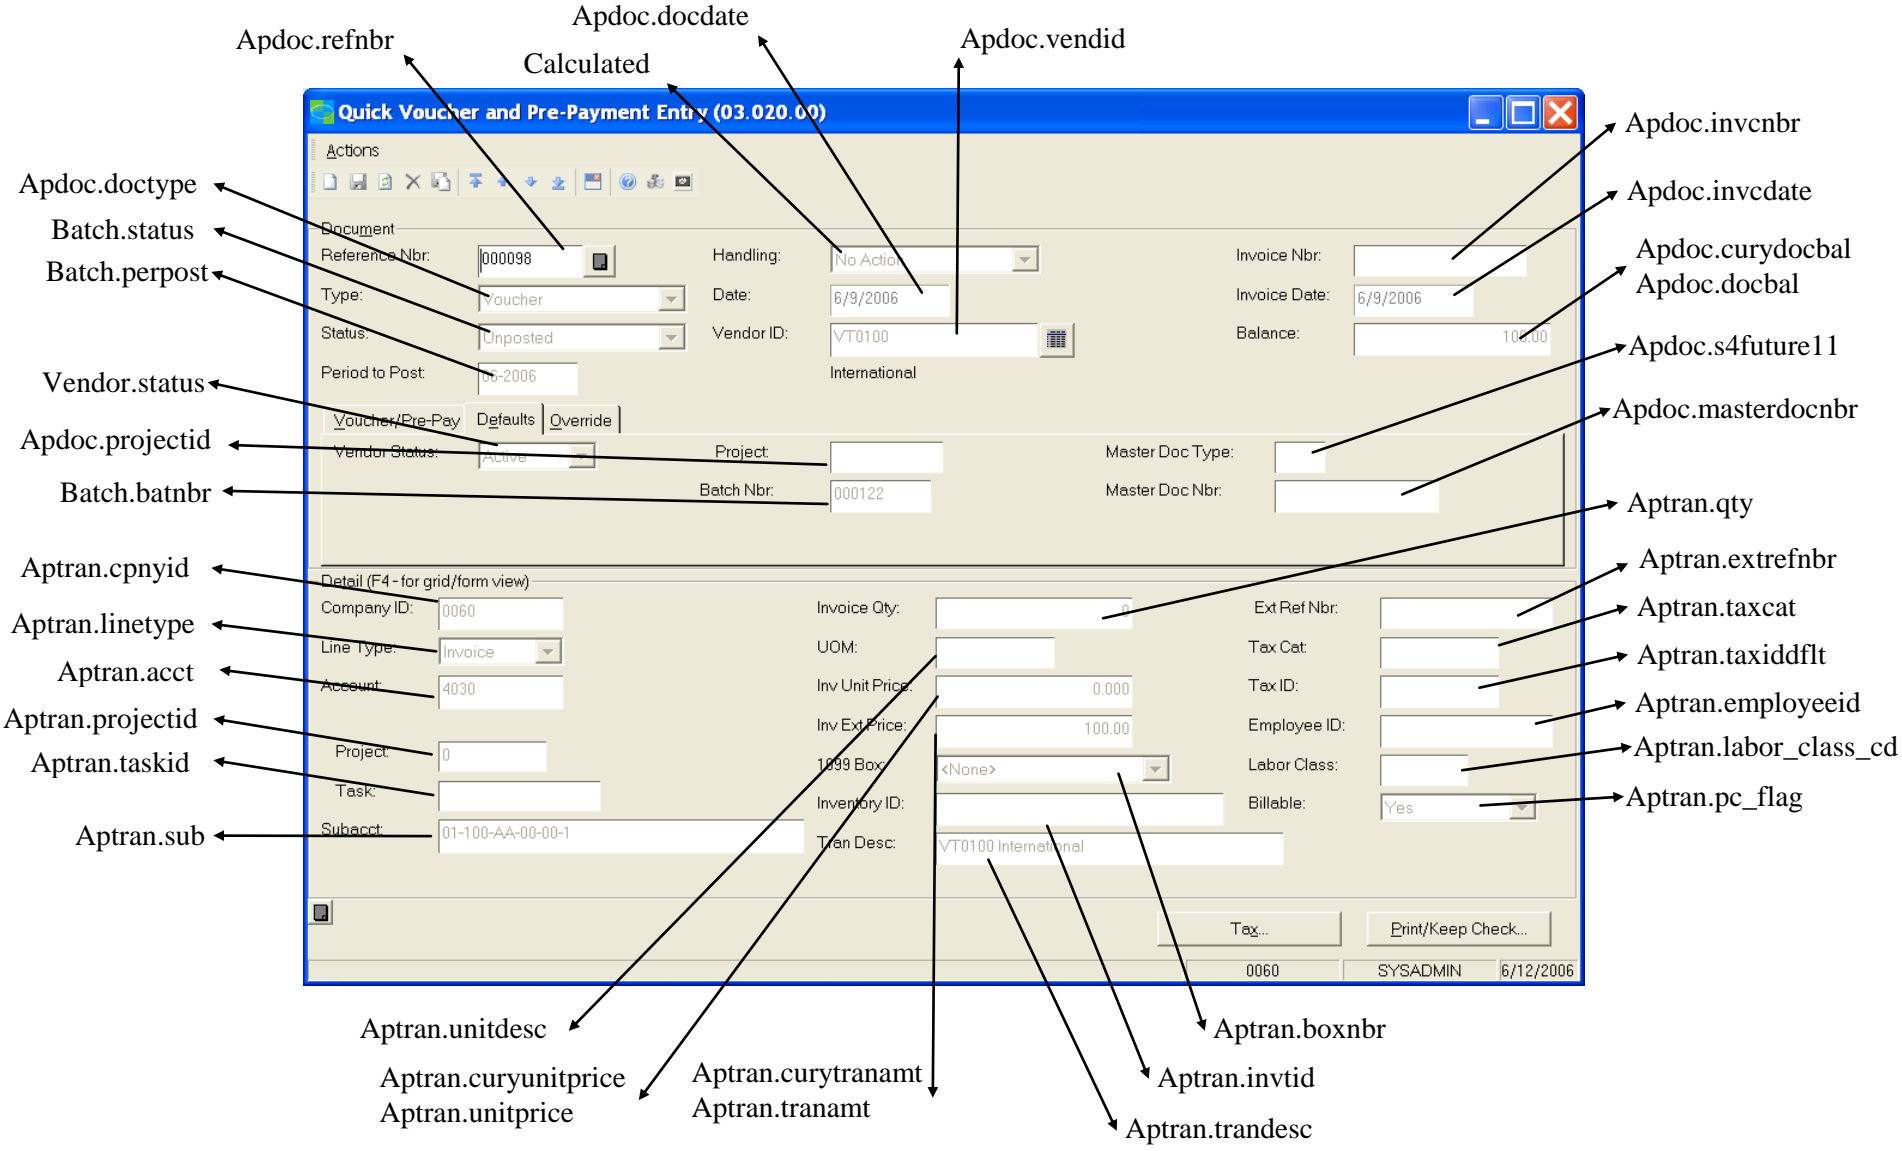 Apdoc.docdate
Apdoc.refnbr
Apdoc.vendid
Calculated
Quick Voucher and Pre-Payment Entry (03.020.00)
Apdoc.invcnbr
Actions
Apdoc.doctype
Apdoc.invcdate
Batch.status
Document
Apdoc.curydocbal
Reference Nbr: 000098 Handling: No Action Invoice Nbr:
Batch.perpost
Apdoc.docbal
Type: Voucher Date: 6/9/2006 Invoice Date: 6/9/2006
Status: Unposted Vendor ID: VT0100 Balance: 100.00
Apdoc.s4future11
Period to Post: 06-2006 International
Vendor.status
Apdoc.masterdocnbr
Voucher/Pre-Pay Defaults Override
Apdoc.projectid
Vendor Status: Active Project: Master Doc Type:
Batch.batnbr
Batch Nbr: 000122 Master Doc Nbr:
Aptran.qty
Aptran.extrefnbr
Aptran.cpnyid
Detail (F4 - for grid/form view)
Company ID: 0060 Invoice Qty: 0 Ext Ref Nbr:
Aptran.taxcat
Aptran.linetype
Line Type: Invoice UOM: Tax Cat:
Aptran.taxiddflt
Aptran.acct
Account: 4030 Inv Unit Price: 0.000 Tax ID:
Aptran.employeeid
Aptran.projectid
Inv Ext Price: 100.00 Employee ID:
Aptran.labor_class_cd
Project: 0
Aptran.taskid
1099 Box: <None> Labor Class:
Task:
Aptran.pc_flag
Inventory ID: Billable: Yes
Aptran.sub
Subacct: 01-100-AA-00-00-1
Tran Desc: VT0100 International
Tax... Print/Keep Check...
0060 SYSADMIN 6/12/2006
Aptran.unitdesc
Aptran.boxnbr
Aptran.curyunitprice
Aptran.curytranamt
Aptran.invtid
Aptran.unitprice
Aptran.tranamt
Aptran.trandesc